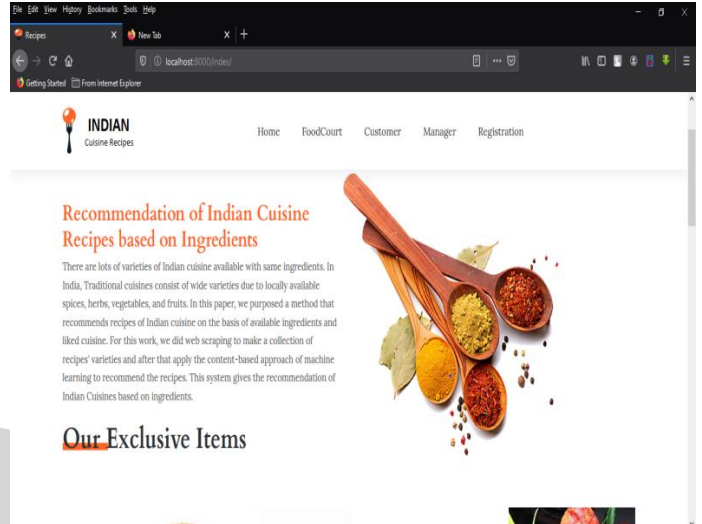 File Edit View History Bookmarks Tools Help
Recipes X New Tab X +
localhost:8000/index/
Getting Started From Internet Explorer
INDIAN
Cuisine Recipes
Home FoodCourt Customer Manager Registration
Recommendation of Indian Cuisine
Recipes based on Ingredients
There are lots of varieties of Indian cuisine available with same ingredients. In
India, Traditional cuisines consist of wide varieties due to locally available
spices, herbs, vegetables, and fruits. In this paper, we purposed a method that
recommends recipes of Indian cuisine on the basis of available ingredients and
liked cuisine. For this work, we did web scraping to make a collection of
recipes' varieties and after that apply the content-based approach of machine
learning to recommend the recipes. This system gives the recommendation of
Indian Cuisines based on ingredients.
Our Exclusive Items